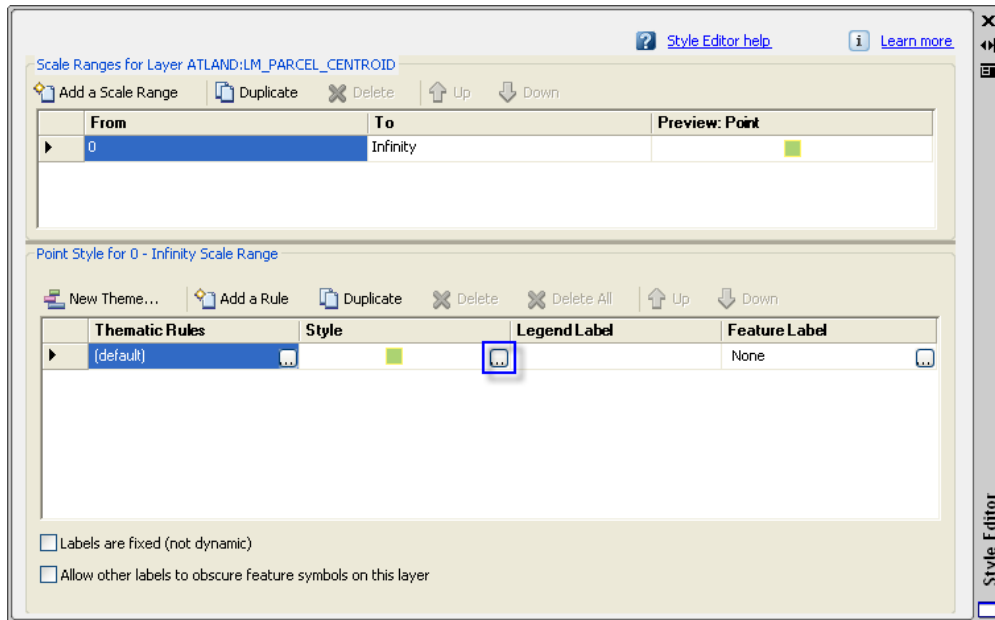 Style Editor help   Learn more
Scale Ranges for Layer ATLAND:LM_PARCEL_CENTROID
Add a Scale Range   Duplicate   Delete   Up   Down
From   To   Preview: Point
0   Infinity
Point Style for 0 - Infinity Scale Range
New Theme...   Add a Rule   Duplicate   Delete   Delete All   Up   Down
Thematic Rules   Style   Legend Label   Feature Label
(default)   ...   ...   None   ...
Labels are fixed (not dynamic)
Allow other labels to obscure feature symbols on this layer
Style Editor